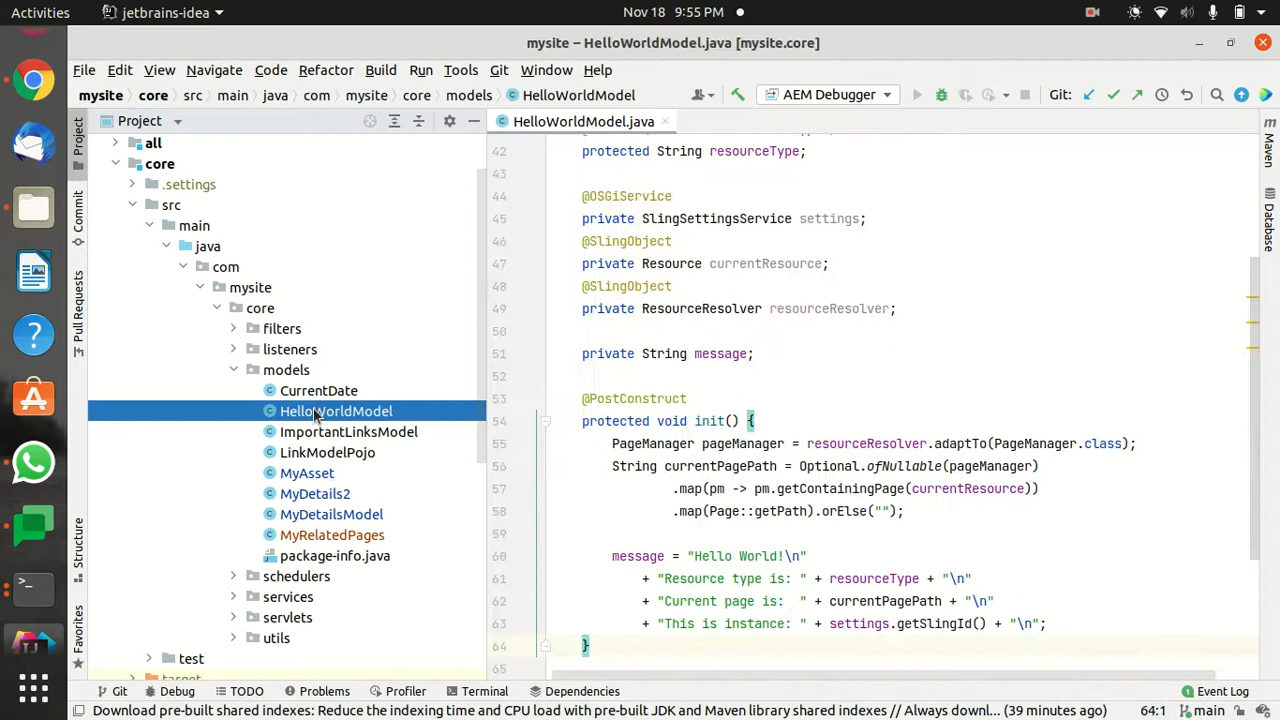 Activities
jetbrains-idea
Nov 18 9:55 PM
mysite – HelloWorldModel.java [mysite.core]
File Edit View Navigate Code Refactor Build Run Tools Git Window Help
mysite core src main java com mysite core models HelloWorldModel
AEM Debugger
Git:
Project
HelloWorldModel.java
Project
Commit
Pull Requests
Structure
Favorites
all
core
.settings
src
main
java
com
mysite
core
filters
listeners
models
CurrentDate
HelloWorldModel
ImportantLinksModel
LinkModelPojo
MyAsset
MyDetails2
MyDetailsModel
MyRelatedPages
package-info.java
schedulers
services
servlets
utils
test
target
42 protected String resourceType;
43
44 @OSGiService
45 private SlingSettingsService settings;
46 @SlingObject
47 private Resource currentResource;
48 @SlingObject
49 private ResourceResolver resourceResolver;
50
51 private String message;
52
53 @PostConstruct
54 protected void init() {
55 PageManager pageManager = resourceResolver.adaptTo(PageManager.class);
56 String currentPagePath = Optional.ofNullable(pageManager)
57 .map(pm -> pm.getContainingPage(currentResource))
58 .map(Page::getPath).orElse("");
59
60 message = "Hello World!\n"
61 + "Resource type is: " + resourceType + "\n"
62 + "Current page is:  " + currentPagePath + "\n"
63 + "This is instance: " + settings.getSlingId() + "\n";
64 }
65
Maven
Database
Git Debug TODO Problems Profiler Terminal Dependencies
Event Log
Download pre-built shared indexes: Reduce the indexing time and CPU load with pre-built JDK and Maven library shared indexes // Always downl... (39 minutes ago)
64:1
main